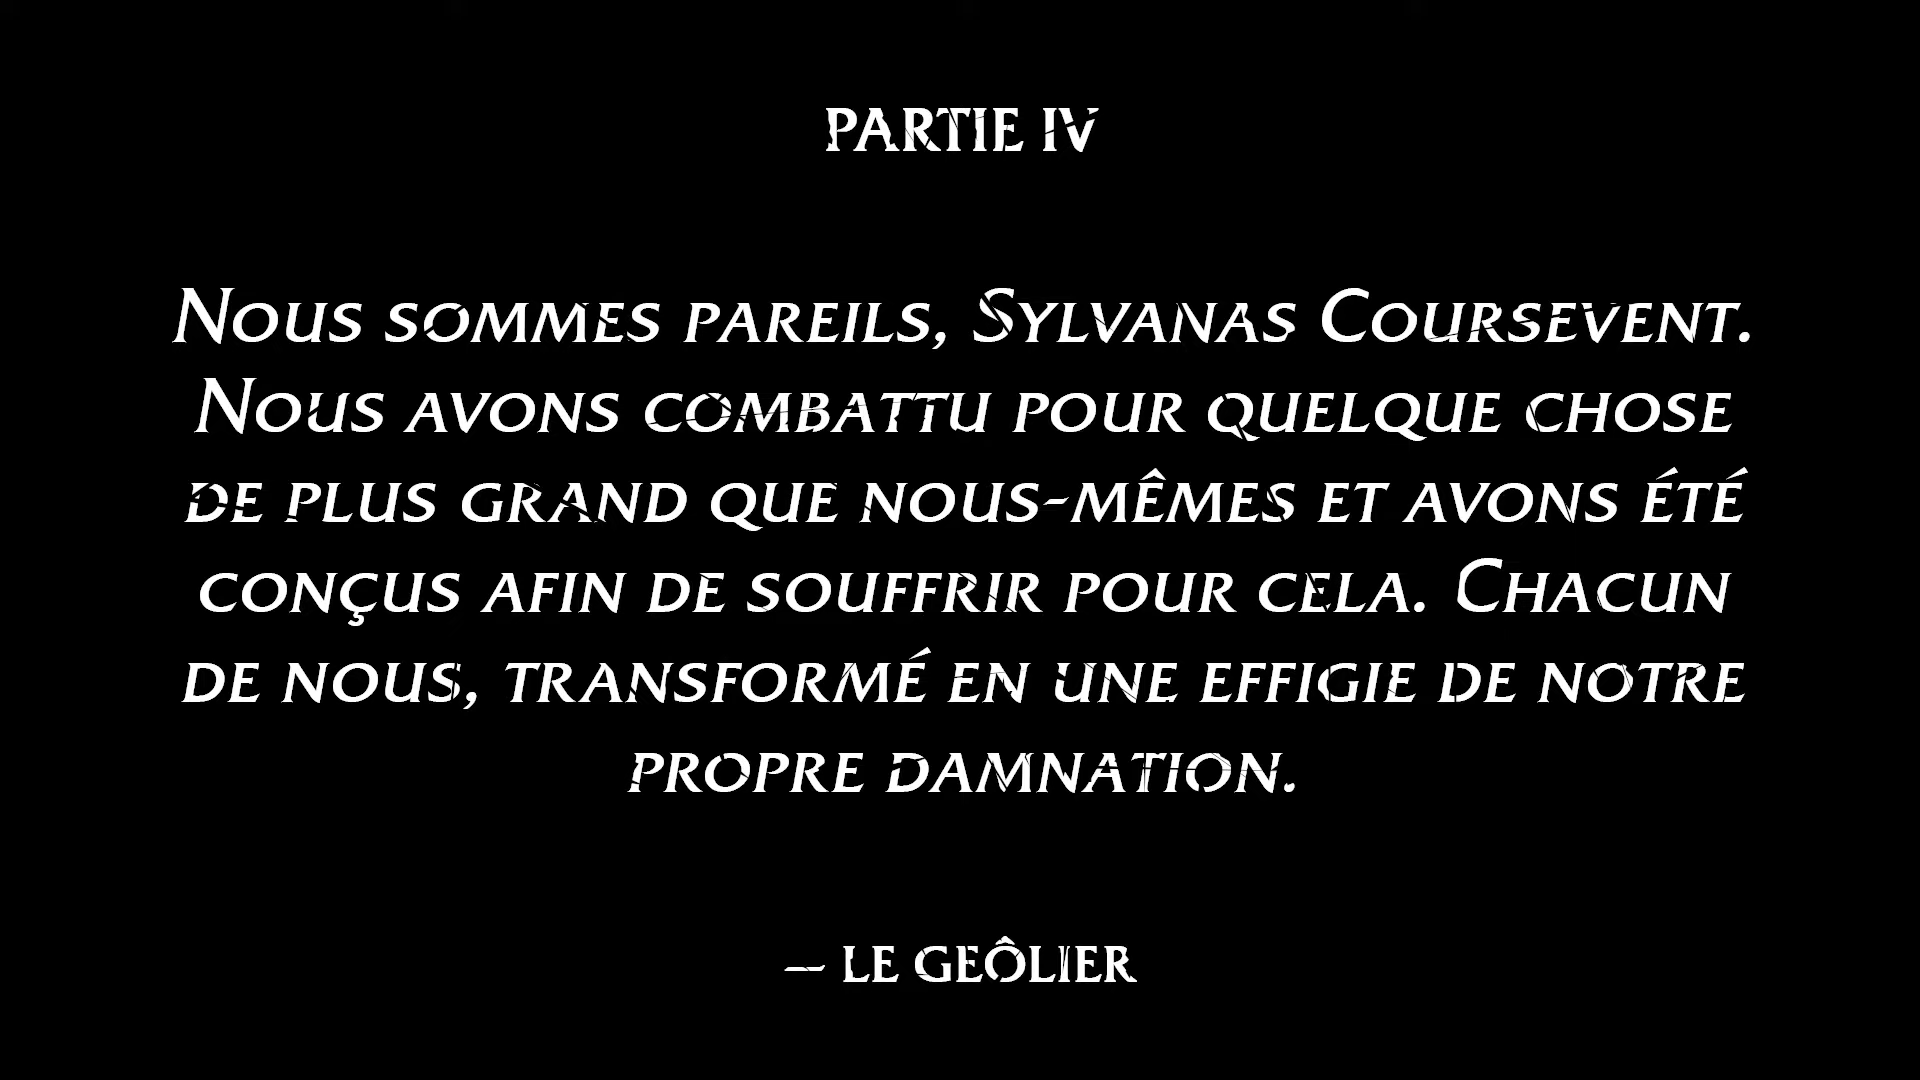 PARTIE IV
Nous sommes pareils, Sylvanas Coursevent.
Nous avons combattu pour quelque chose
de plus grand que nous-mêmes et avons été
conçus afin de souffrir pour cela. Chacun
de nous, transformé en une effigie de notre
propre damnation.
— LE GEÔLIER